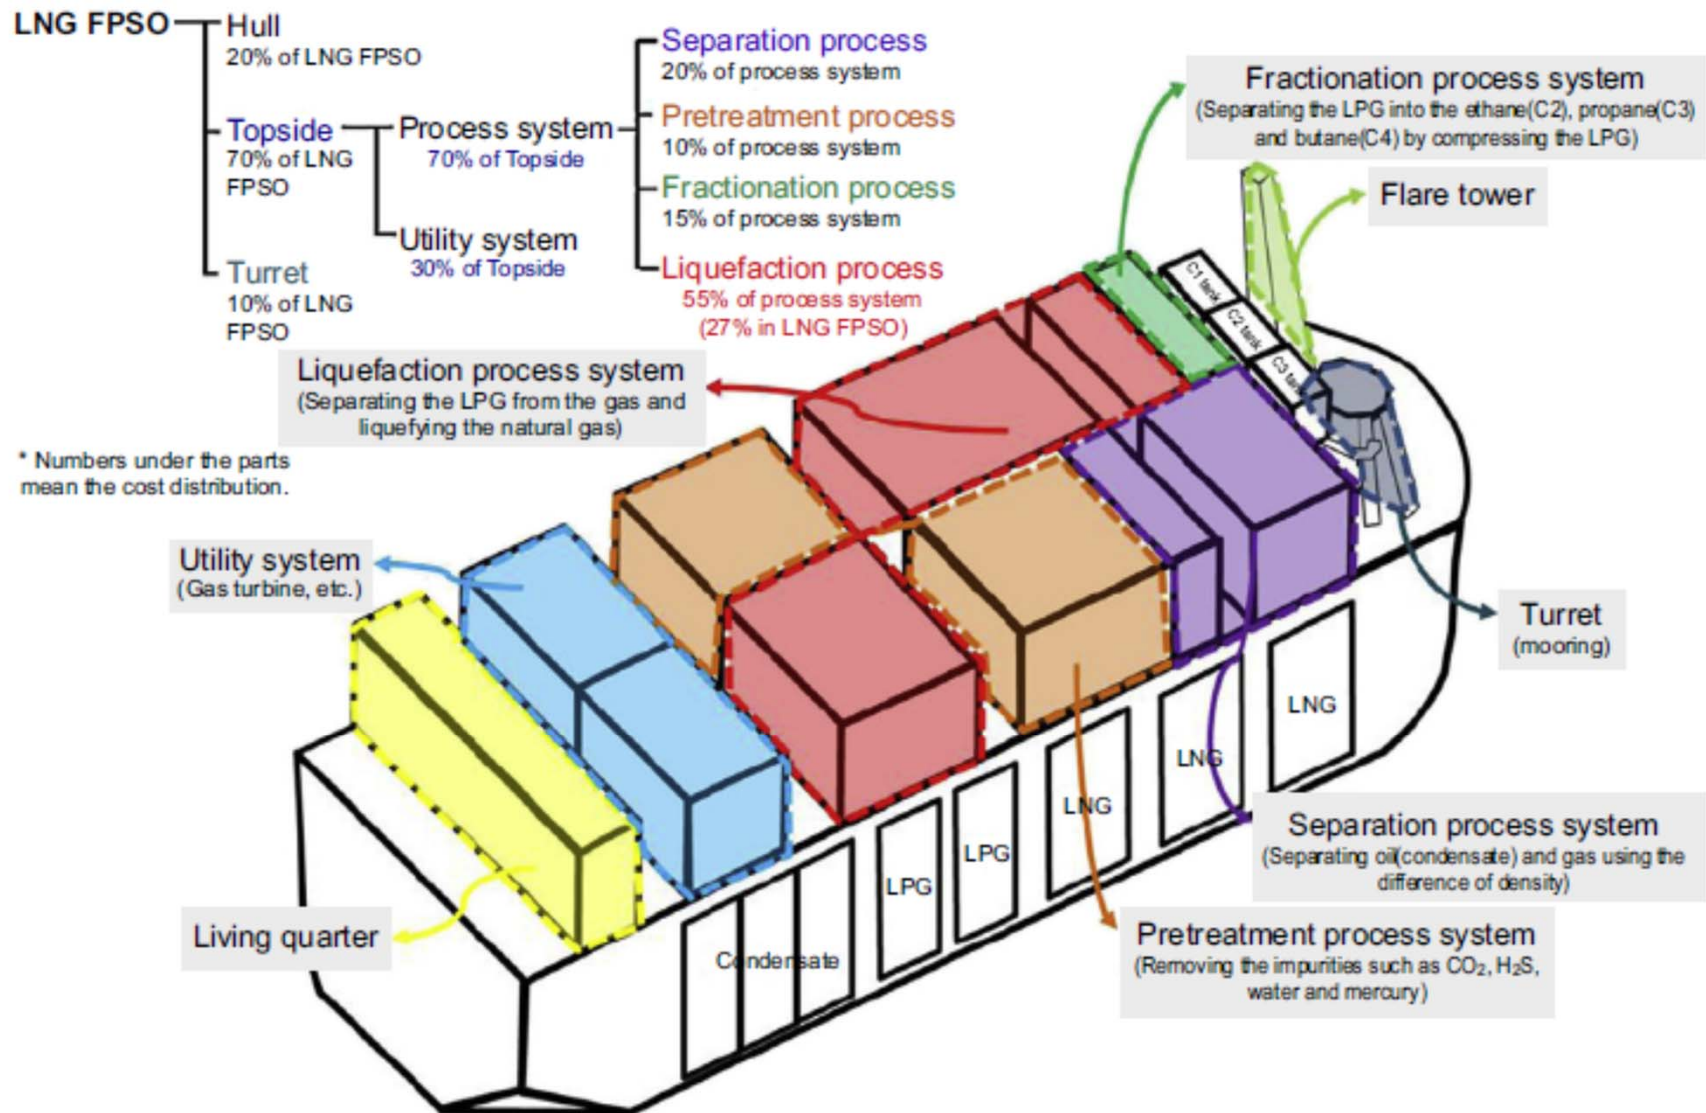 LNG FPSO
Hull
20% of LNG FPSO
Topside
70% of LNG
FPSO
Turret
10% of LNG
FPSO
Process system
70% of Topside
Utility system
30% of Topside
Separation process
20% of process system
Pretreatment process
10% of process system
Fractionation process
15% of process system
Liquefaction process
55% of process system
(27% in LNG FPSO)
Fractionation process system
(Separating the LPG into the ethane(C2), propane(C3)
and butane(C4) by compressing the LPG)
Flare tower
C1 tank
C2 tank
C3 tank
Liquefaction process system
(Separating the LPG from the gas and
liquefying the natural gas)
* Numbers under the parts
mean the cost distribution.
Utility system
(Gas turbine, etc.)
Turret
(mooring)
LNG
LNG
LNG
LPG
LPG
Condensate
Separation process system
(Separating oil(condensate) and gas using the
difference of density)
Living quarter
Pretreatment process system
(Removing the impurities such as CO₂, H₂S,
water and mercury)